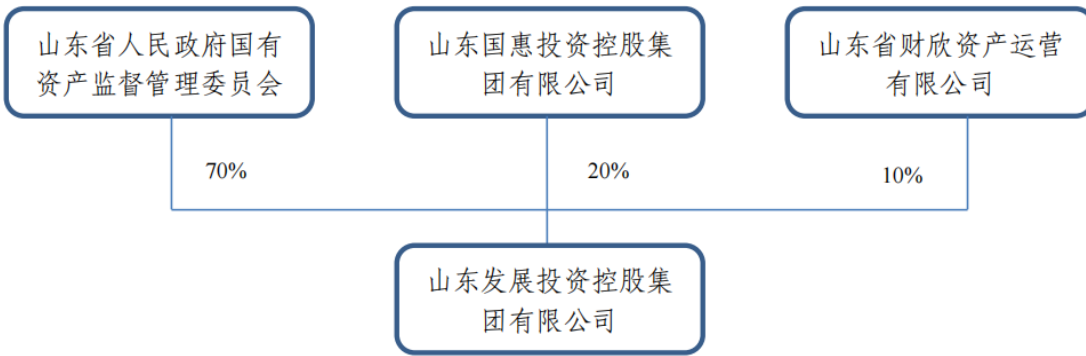 山东省人民政府国有
资产监督管理委员会
山东国惠投资控股集
团有限公司
山东省财欣资产运营
有限公司
70%
20%
10%
山东发展投资控股集
团有限公司